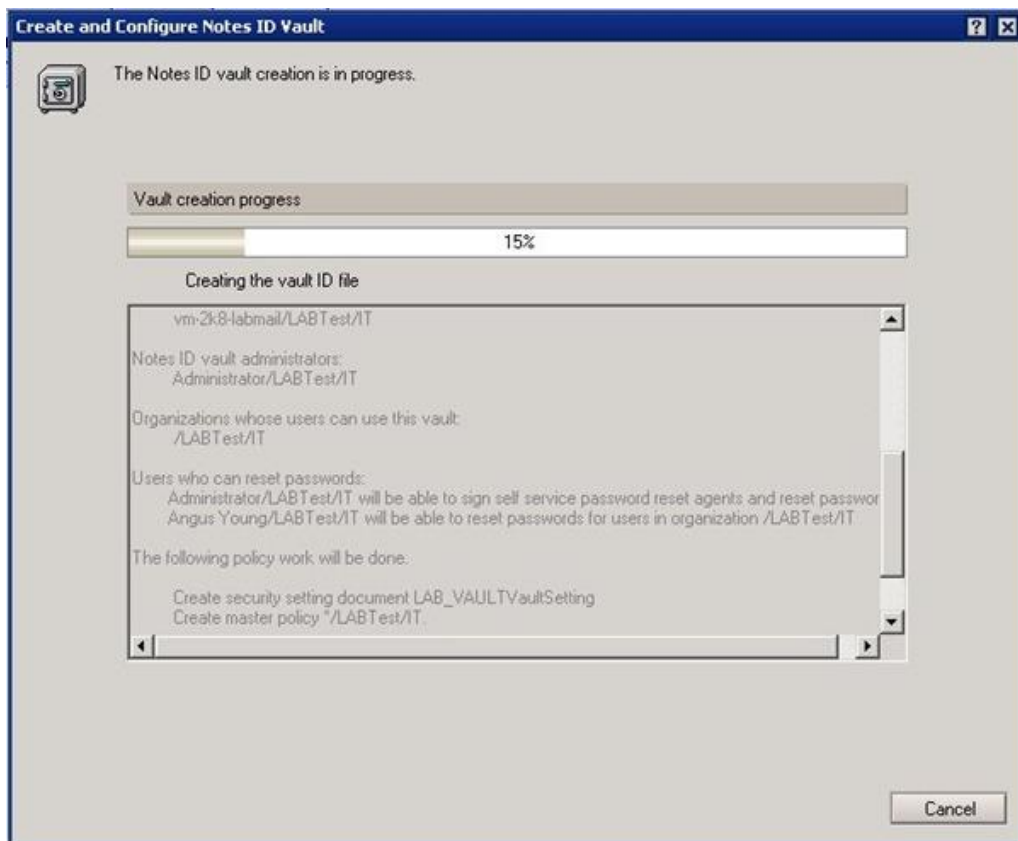 Create and Configure Notes ID Vault
The Notes ID vault creation is in progress.
Vault creation progress
15%
Creating the vault ID file
vm-2k8-labmail/LABTest/IT
Notes ID vault administrators:
Administrator/LABTest/IT
Organizations whose users can use this vault:
/LABTest/IT
Users who can reset passwords:
Administrator/LABTest/IT will be able to sign self service password reset agents and reset passwor
Angus Young/LABTest/IT will be able to reset passwords for users in organization /LABTest/IT
The following policy work will be done.
Create security setting document LAB_VAULTVaultSetting
Create master policy */LABTest/IT.
Cancel